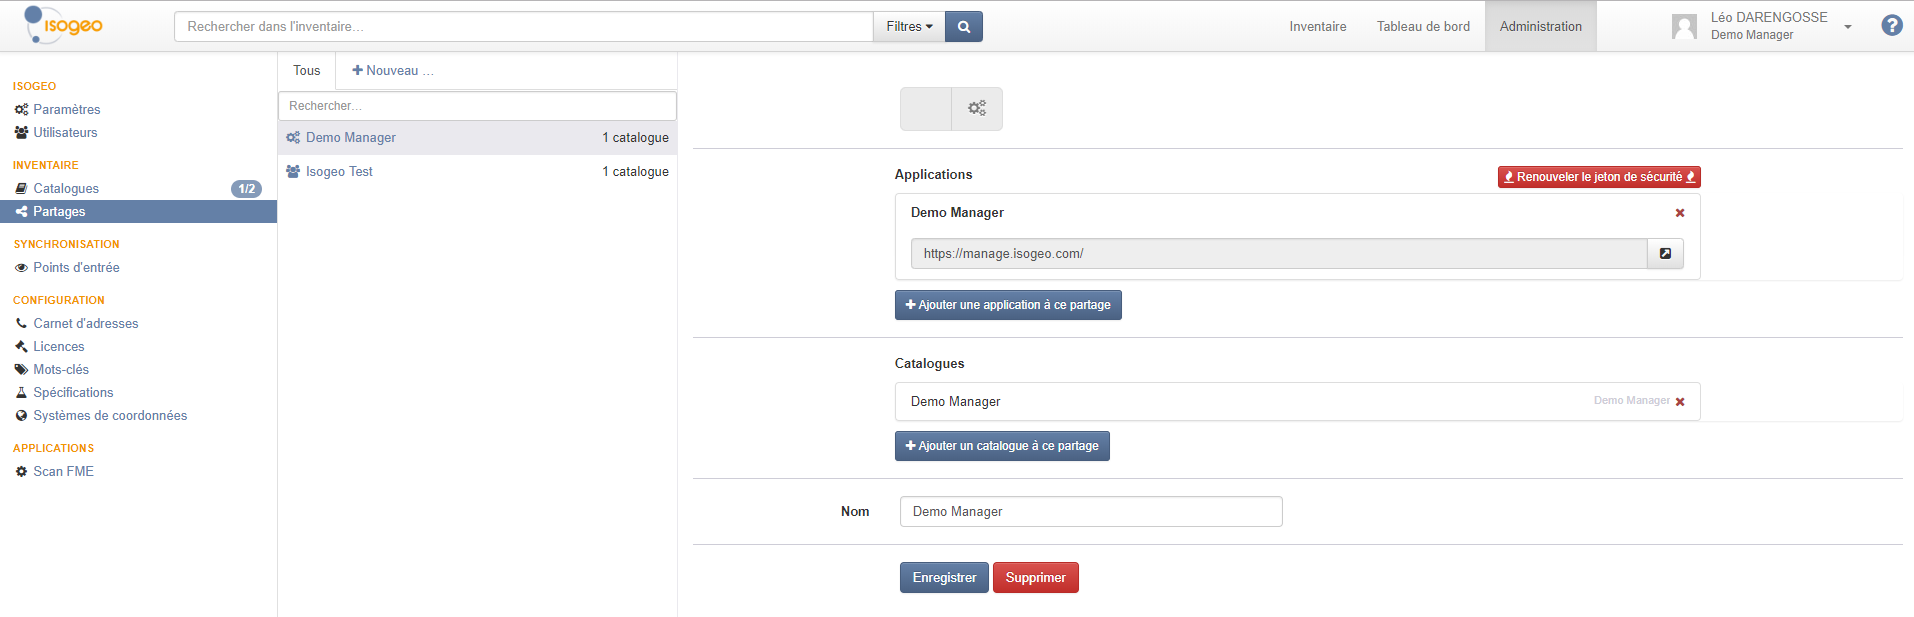 isogeo
Rechercher dans l'inventaire...
Filtres
Inventaire
Tableau de bord
Administration
Léo DARENGOSSE
Demo Manager
?
ISOGEO
Paramètres
Utilisateurs
INVENTAIRE
Catalogues 1/2
Partages
SYNCHRONISATION
Points d'entrée
CONFIGURATION
Carnet d'adresses
Licences
Mots-clés
Spécifications
Systèmes de coordonnées
APPLICATIONS
Scan FME
Tous
+ Nouveau ...
Rechercher...
Demo Manager 1 catalogue
Isogeo Test 1 catalogue
Applications
Renouveler le jeton de sécurité
Demo Manager
https://manage.isogeo.com/
+ Ajouter une application à ce partage
Catalogues
Demo Manager Demo Manager
+ Ajouter un catalogue à ce partage
Nom Demo Manager
Enregistrer Supprimer